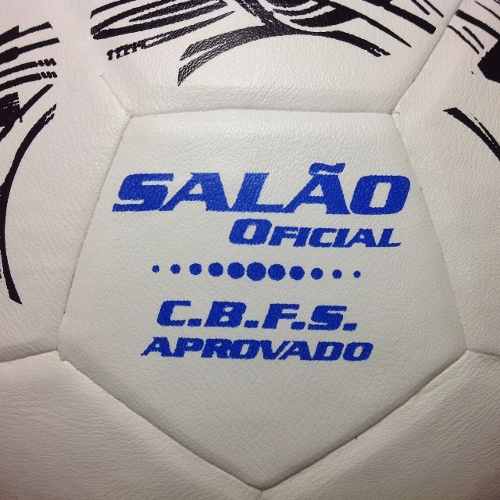 SALÃO
OFICIAL
C.B.F.S.
APROVADO